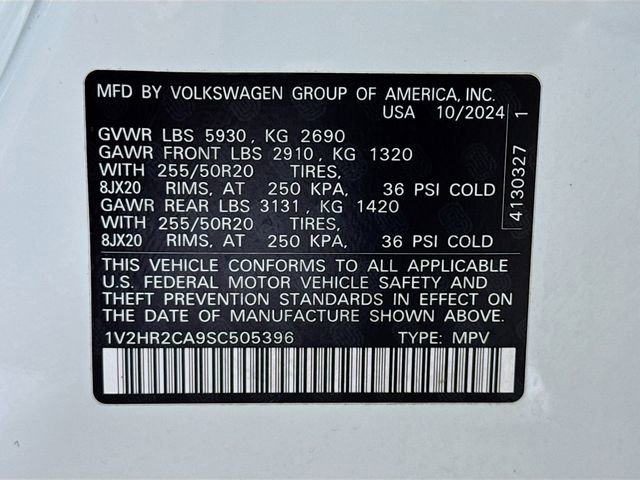 MFD BY VOLKSWAGEN GROUP OF AMERICA, INC.
USA 10/2024
GVWR LBS 5930, KG 2690
GAWR FRONT LBS 2910, KG 1320
WITH 255/50R20 TIRES,
8JX20 RIMS, AT 250 KPA, 36 PSI COLD
GAWR REAR LBS 3131, KG 1420
WITH 255/50R20 TIRES,
8JX20 RIMS, AT 250 KPA, 36 PSI COLD
THIS VEHICLE CONFORMS TO ALL APPLICABLE
U.S. FEDERAL MOTOR VEHICLE SAFETY AND
THEFT PREVENTION STANDARDS IN EFFECT ON
THE DATE OF MANUFACTURE SHOWN ABOVE.
1V2HR2CA9SC505396 TYPE: MPV
4130327 1